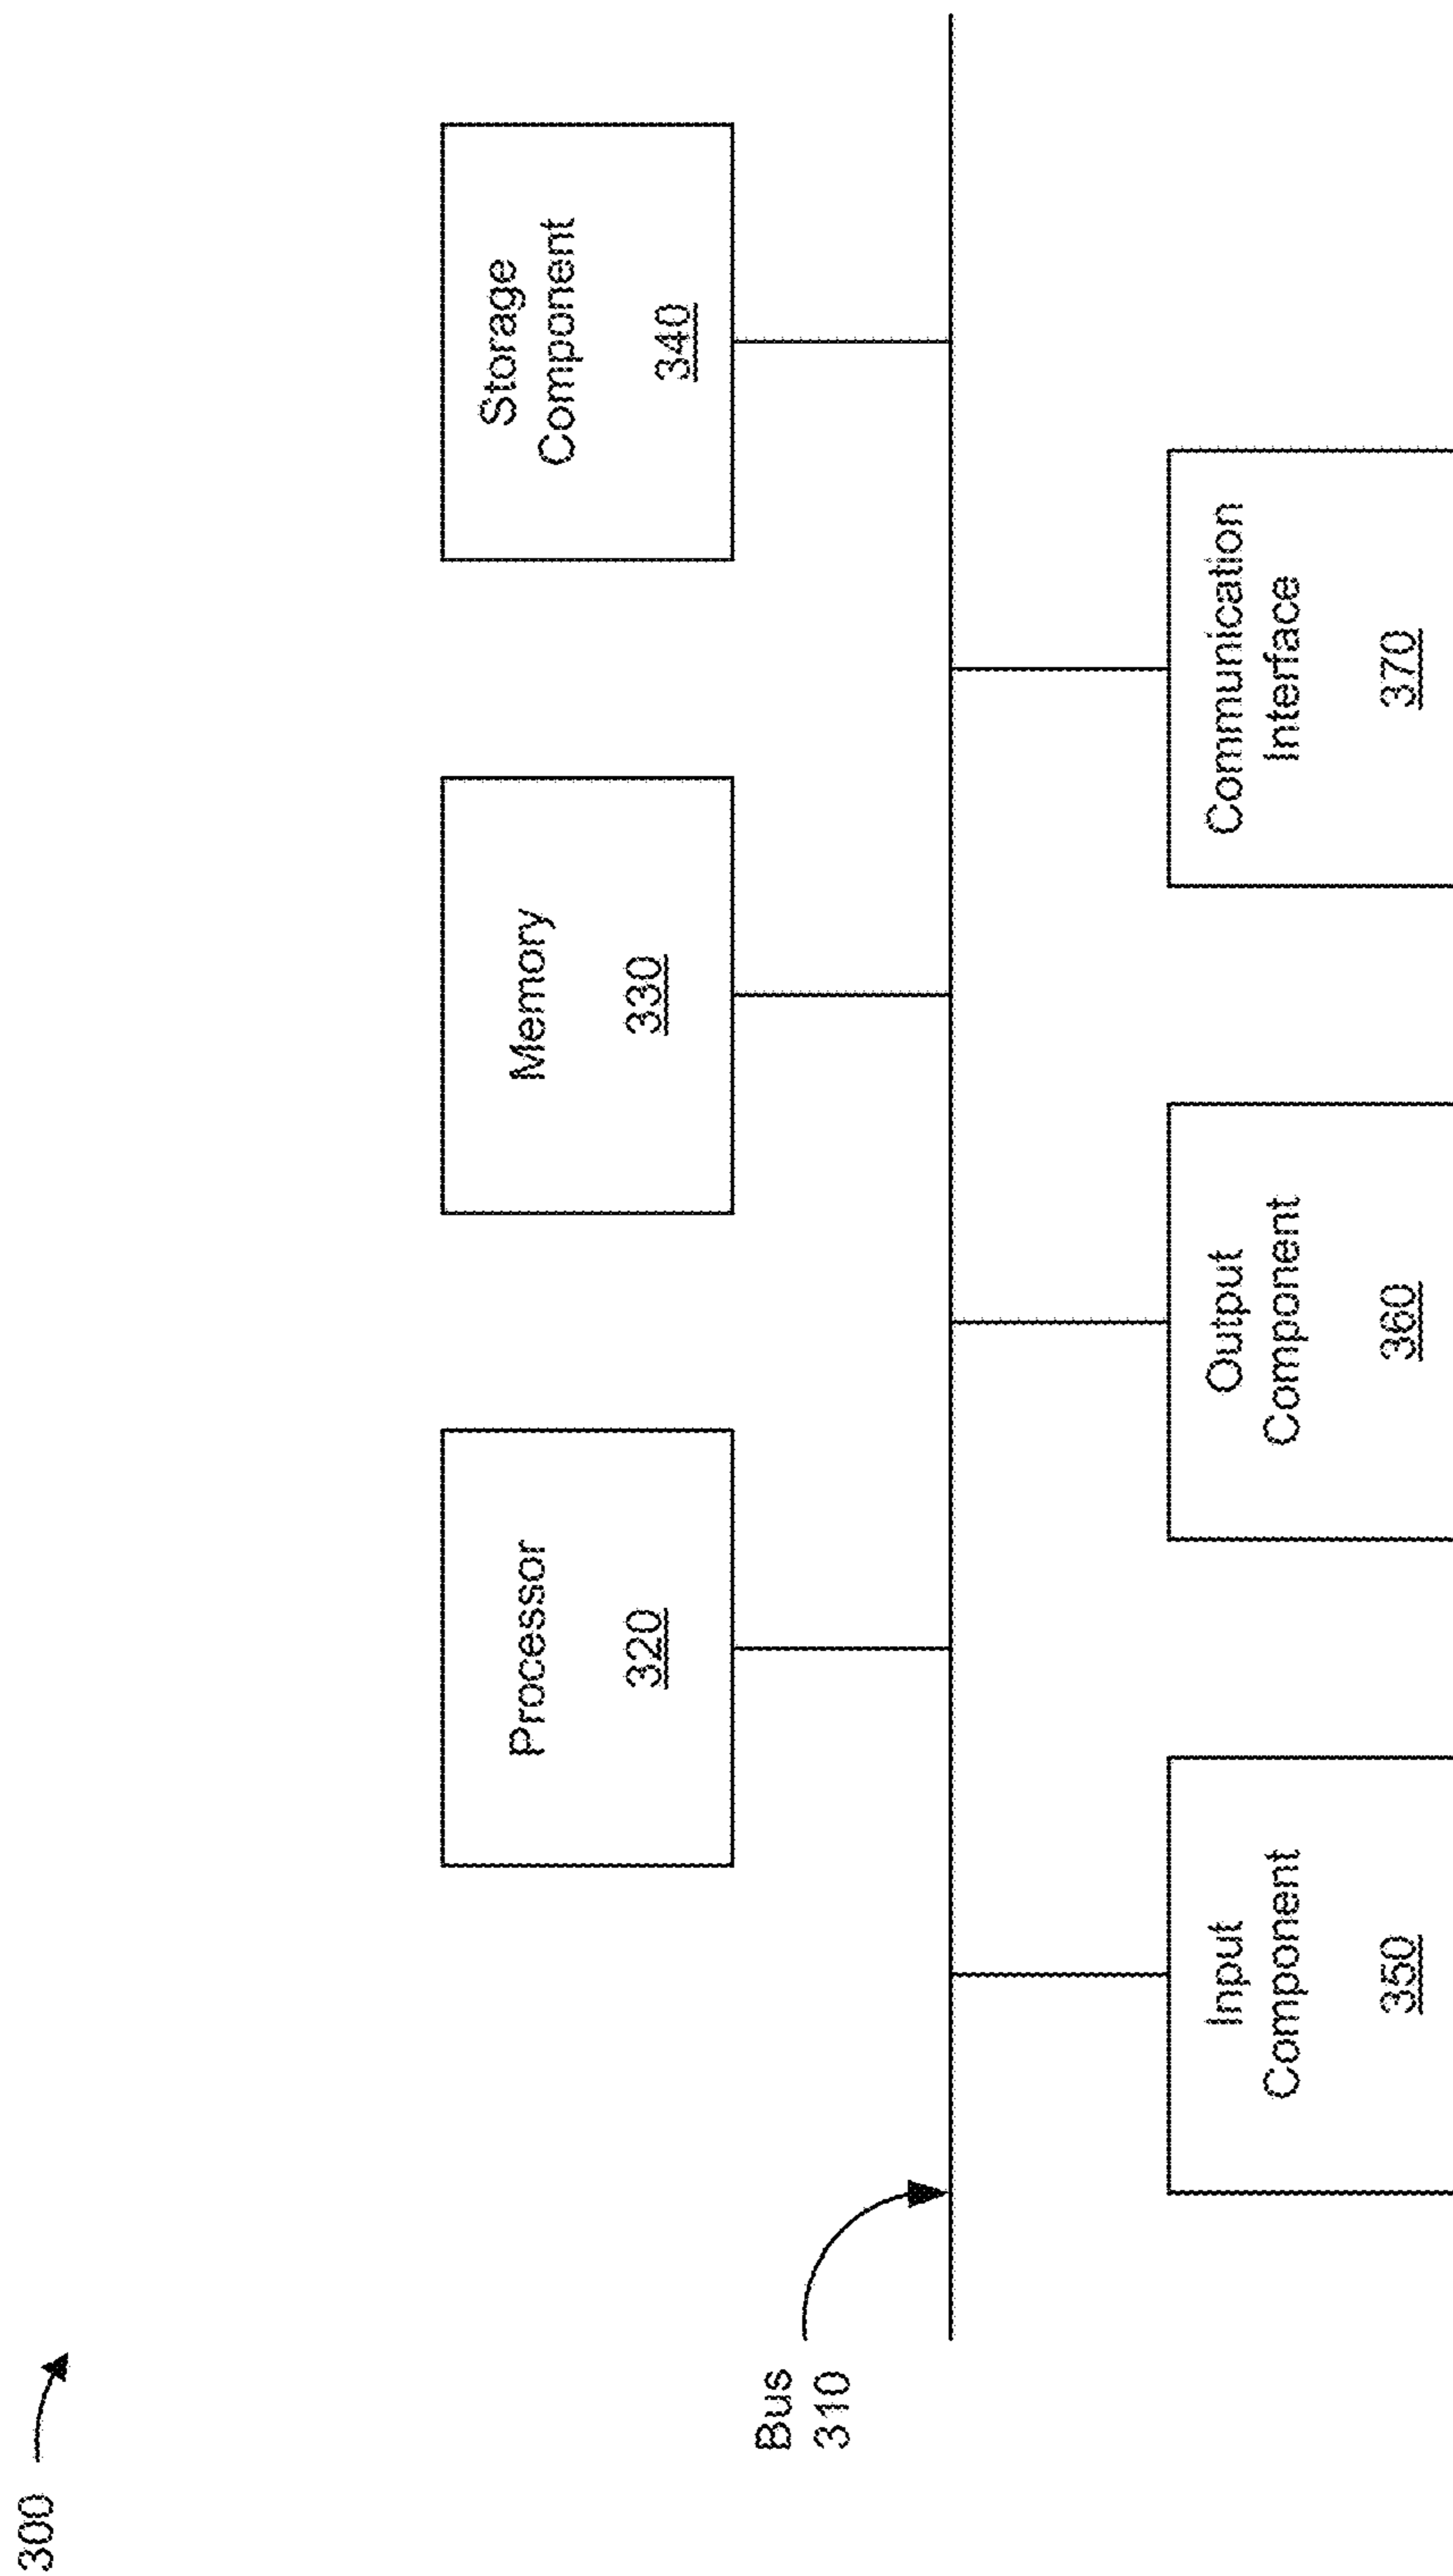 300
Processor
320
Memory
330
Storage
Component
340
Bus
310
Input
Component
350
Output
Component
360
Communication
Interface
370